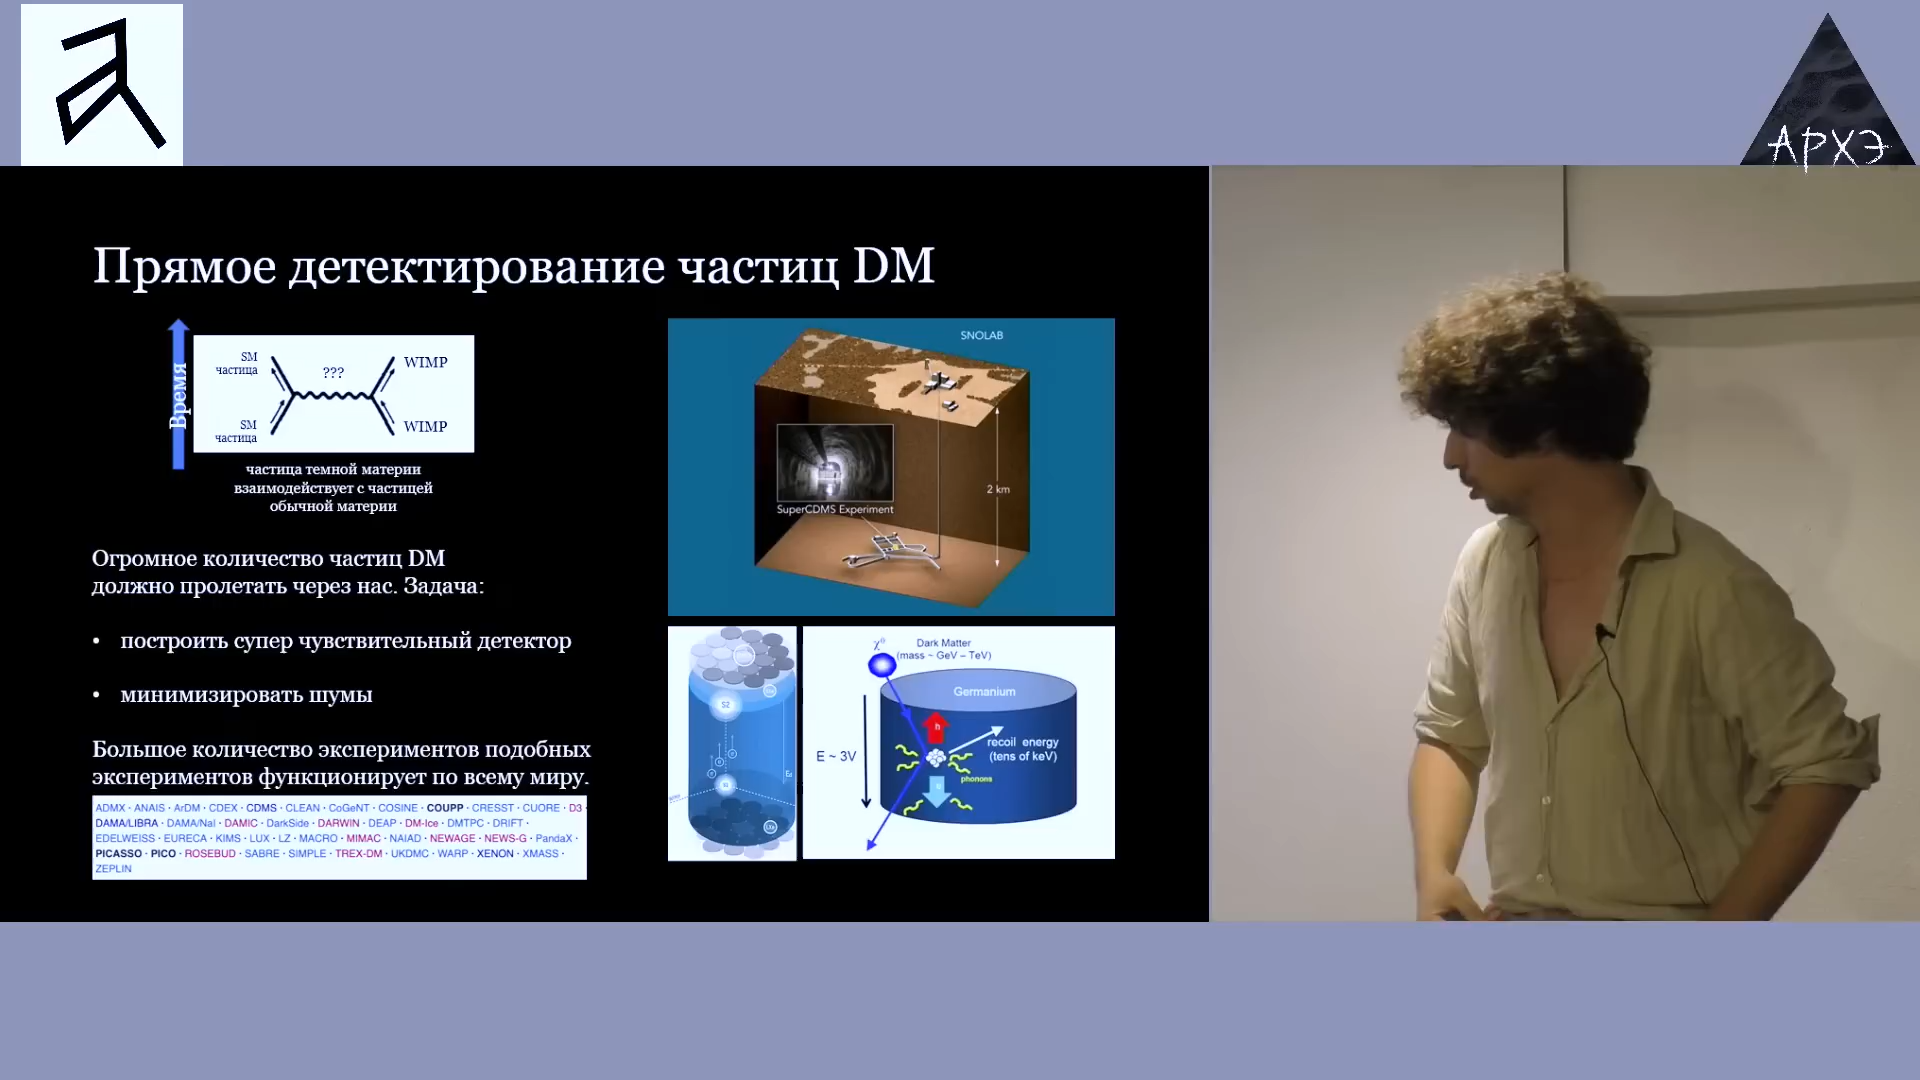 АРХЭ
Прямое детектирование частиц DM
Время
SM
частица
???
WIMP
SM
частица
WIMP
частица темной материи
взаимодействует с частицей
обычной материи
Огромное количество частиц DM
должно пролетать через нас. Задача:
• построить супер чувствительный детектор
• минимизировать шумы
Большое количество экспериментов подобных
экспериментов функционирует по всему миру.
ADMX · ANAIS · ArDM · CDEX · CDMS · CLEAN · CoGeNT · COSINE · COUPP · CRESST · CUORE · D3 ·
DAMA/LIBRA · DAMA/NaI · DAMIC · DarkSide · DARWIN · DEAP · DM-Ice · DMTPC · DRIFT ·
EDELWEISS · EURECA · KIMS · LUX · LZ · MACRO · MIMAC · NAIAD · NEWAGE · NEWS-G · PandaX ·
PICASSO · PICO · ROSEBUD · SABRE · SIMPLE · TREX-DM · UKDMC · WARP · XENON · XMASS ·
ZEPLIN
SNOLAB
2 km
SuperCDMS Experiment
S2
S1
χ⁰
Dark Matter
(mass ~ GeV – TeV)
Germanium
h
E ~ 3V
recoil energy
(tens of keV)
phonons